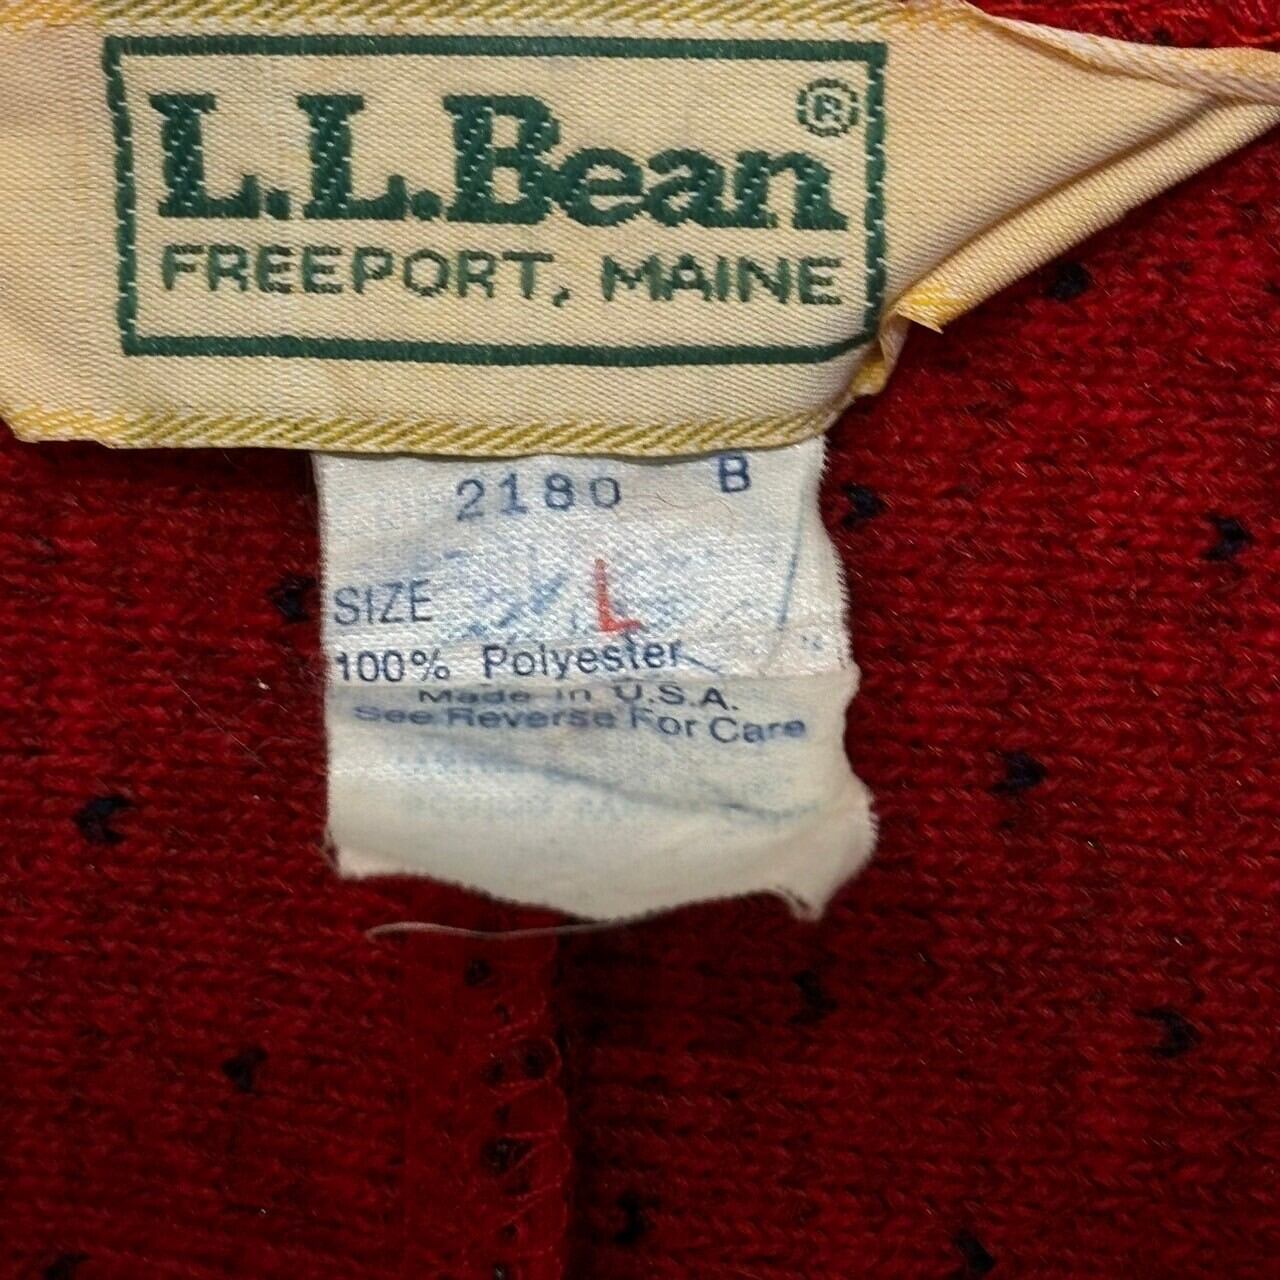 L.L.Bean®
FREEPORT, MAINE
2180 B
SIZE L
100% Polyester
Made in U.S.A.
See Reverse For Care